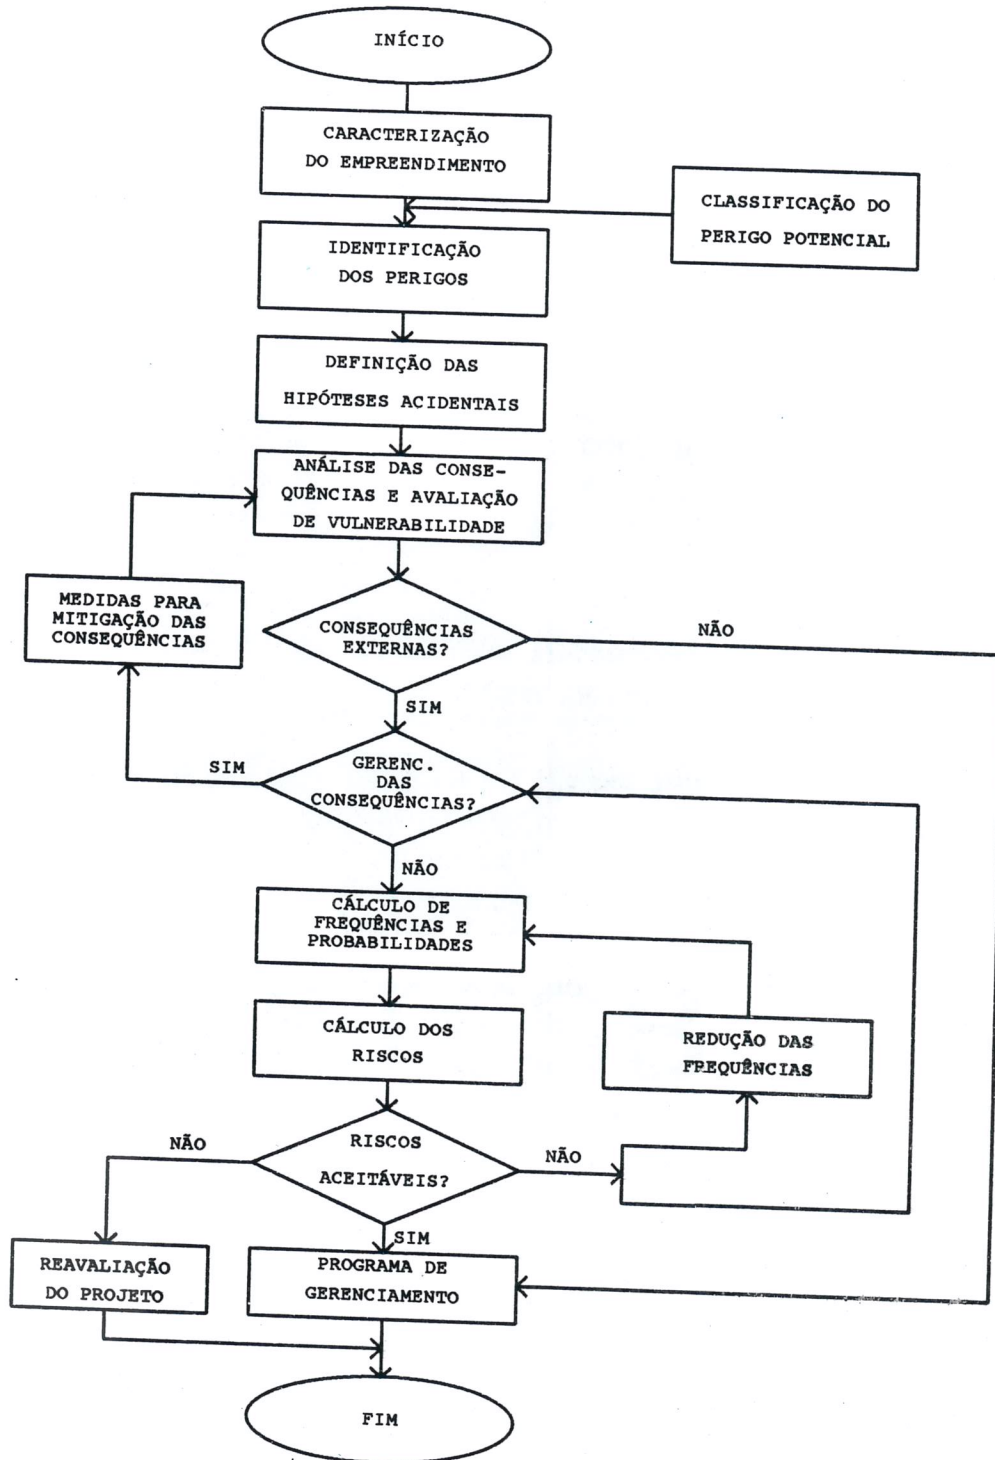 INÍCIO
CARACTERIZAÇÃO
DO EMPREENDIMENTO
CLASSIFICAÇÃO DO
PERIGO POTENCIAL
IDENTIFICAÇÃO
DOS PERIGOS
DEFINIÇÃO DAS
HIPÓTESES ACIDENTAIS
ANÁLISE DAS CONSE-
QUÊNCIAS E AVALIAÇÃO
DE VULNERABILIDADE
MEDIDAS PARA
MITIGAÇÃO DAS
CONSEQUÊNCIAS
CONSEQUÊNCIAS
EXTERNAS?
NÃO
SIM
SIM
GERENC.
DAS
CONSEQUÊNCIAS?
NÃO
CÁLCULO DE
FREQUÊNCIAS E
PROBABILIDADES
CÁLCULO DOS
RISCOS
REDUÇÃO DAS
FREQUÊNCIAS
NÃO
RISCOS
ACEITÁVEIS?
NÃO
SIM
REAVALIAÇÃO
DO PROJETO
PROGRAMA DE
GERENCIAMENTO
FIM